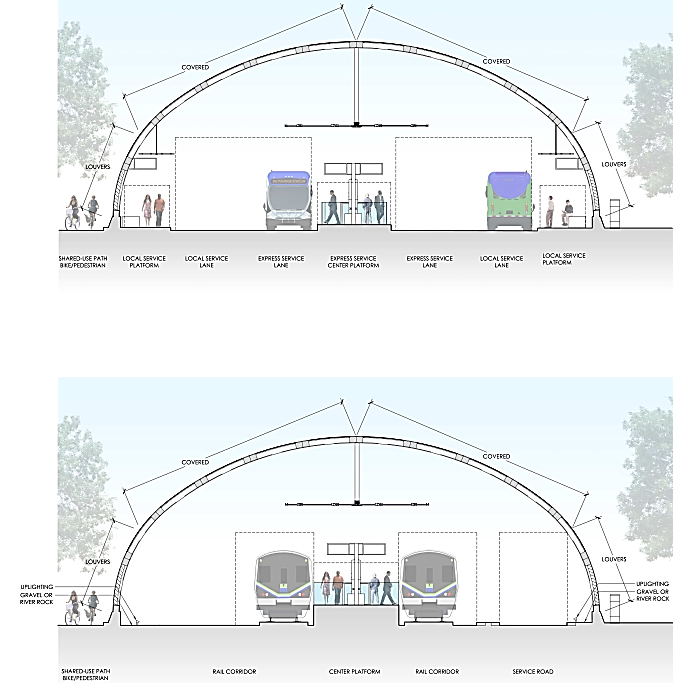 COVERED
COVERED
LOUVERS
LOUVERS
SHARED-USE PATH
BIKE/PEDESTRIAN
LOCAL SERVICE
PLATFORM
LOCAL SERVICE
LANE
EXPRESS SERVICE
LANE
EXPRESS SERVICE
CENTER PLATFORM
EXPRESS SERVICE
LANE
LOCAL SERVICE
LANE
LOCAL SERVICE
PLATFORM
COVERED
COVERED
LOUVERS
LOUVERS
UPLIGHTING
GRAVEL OR
RIVER ROCK
UPLIGHTING
GRAVEL OR
RIVER ROCK
SHARED-USE PATH
BIKE/PEDESTRIAN
RAIL CORRIDOR
CENTER PLATFORM
RAIL CORRIDOR
SERVICE ROAD